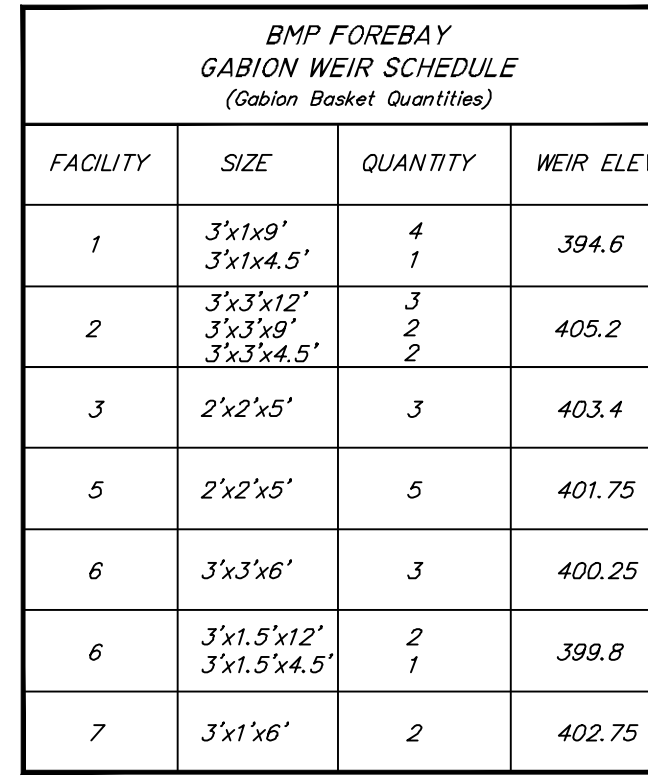 BMP FOREBAY
GABION WEIR SCHEDULE
(Gabion Basket Quantities)
FACILITY SIZE QUANTITY WEIR ELEV
1 3'x1x9' 4 394.6
3'x1x4.5' 1
2 3'x3'x12' 3 405.2
3'x3'x9' 2
3'x3'x4.5' 2
3 2'x2'x5' 3 403.4
5 2'x2'x5' 5 401.75
6 3'x3'x6' 3 400.25
6 3'x1.5'x12' 2 399.8
3'x1.5'x4.5' 1
7 3'x1'x6' 2 402.75